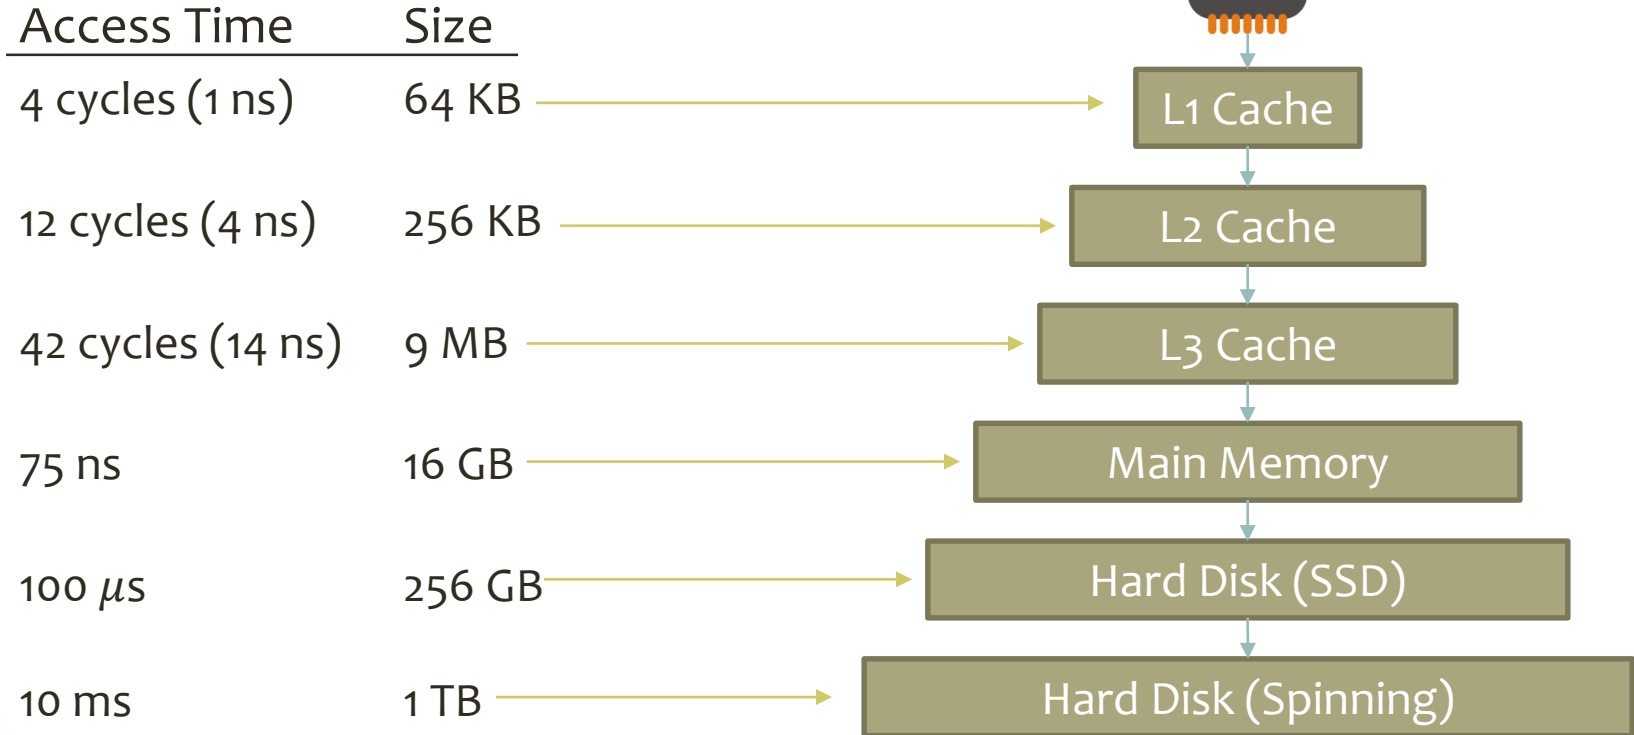 Access Time Size
4 cycles (1 ns) 64 KB L1 Cache
12 cycles (4 ns) 256 KB L2 Cache
42 cycles (14 ns) 9 MB L3 Cache
75 ns 16 GB Main Memory
100 μs 256 GB Hard Disk (SSD)
10 ms 1 TB Hard Disk (Spinning)